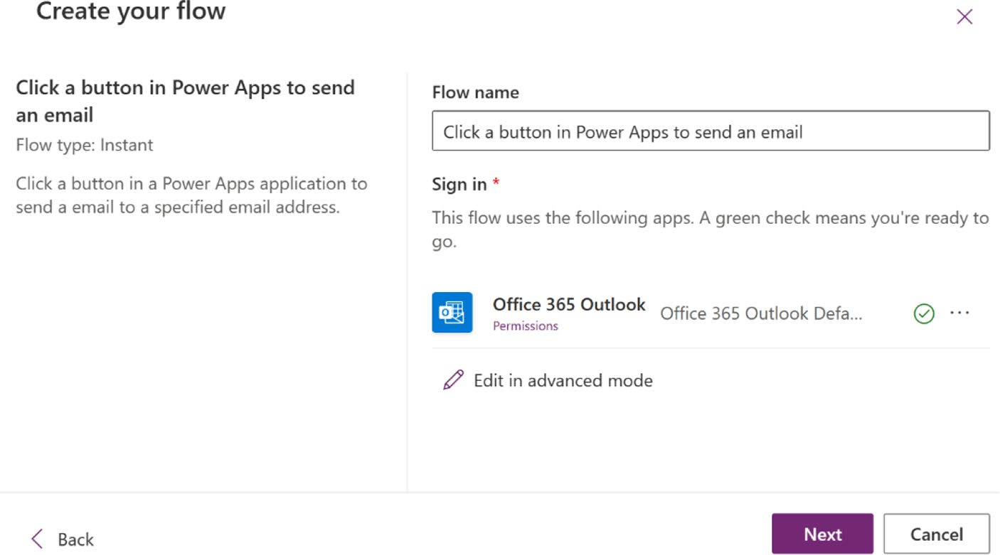 Create your flow
Click a button in Power Apps to send
an email
Flow type: Instant
Click a button in a Power Apps application to
send a email to a specified email address.
Flow name
Click a button in Power Apps to send an email
Sign in *
This flow uses the following apps. A green check means you're ready to
go.
Office 365 Outlook
Permissions
Office 365 Outlook Defa...
Edit in advanced mode
Back
Next
Cancel